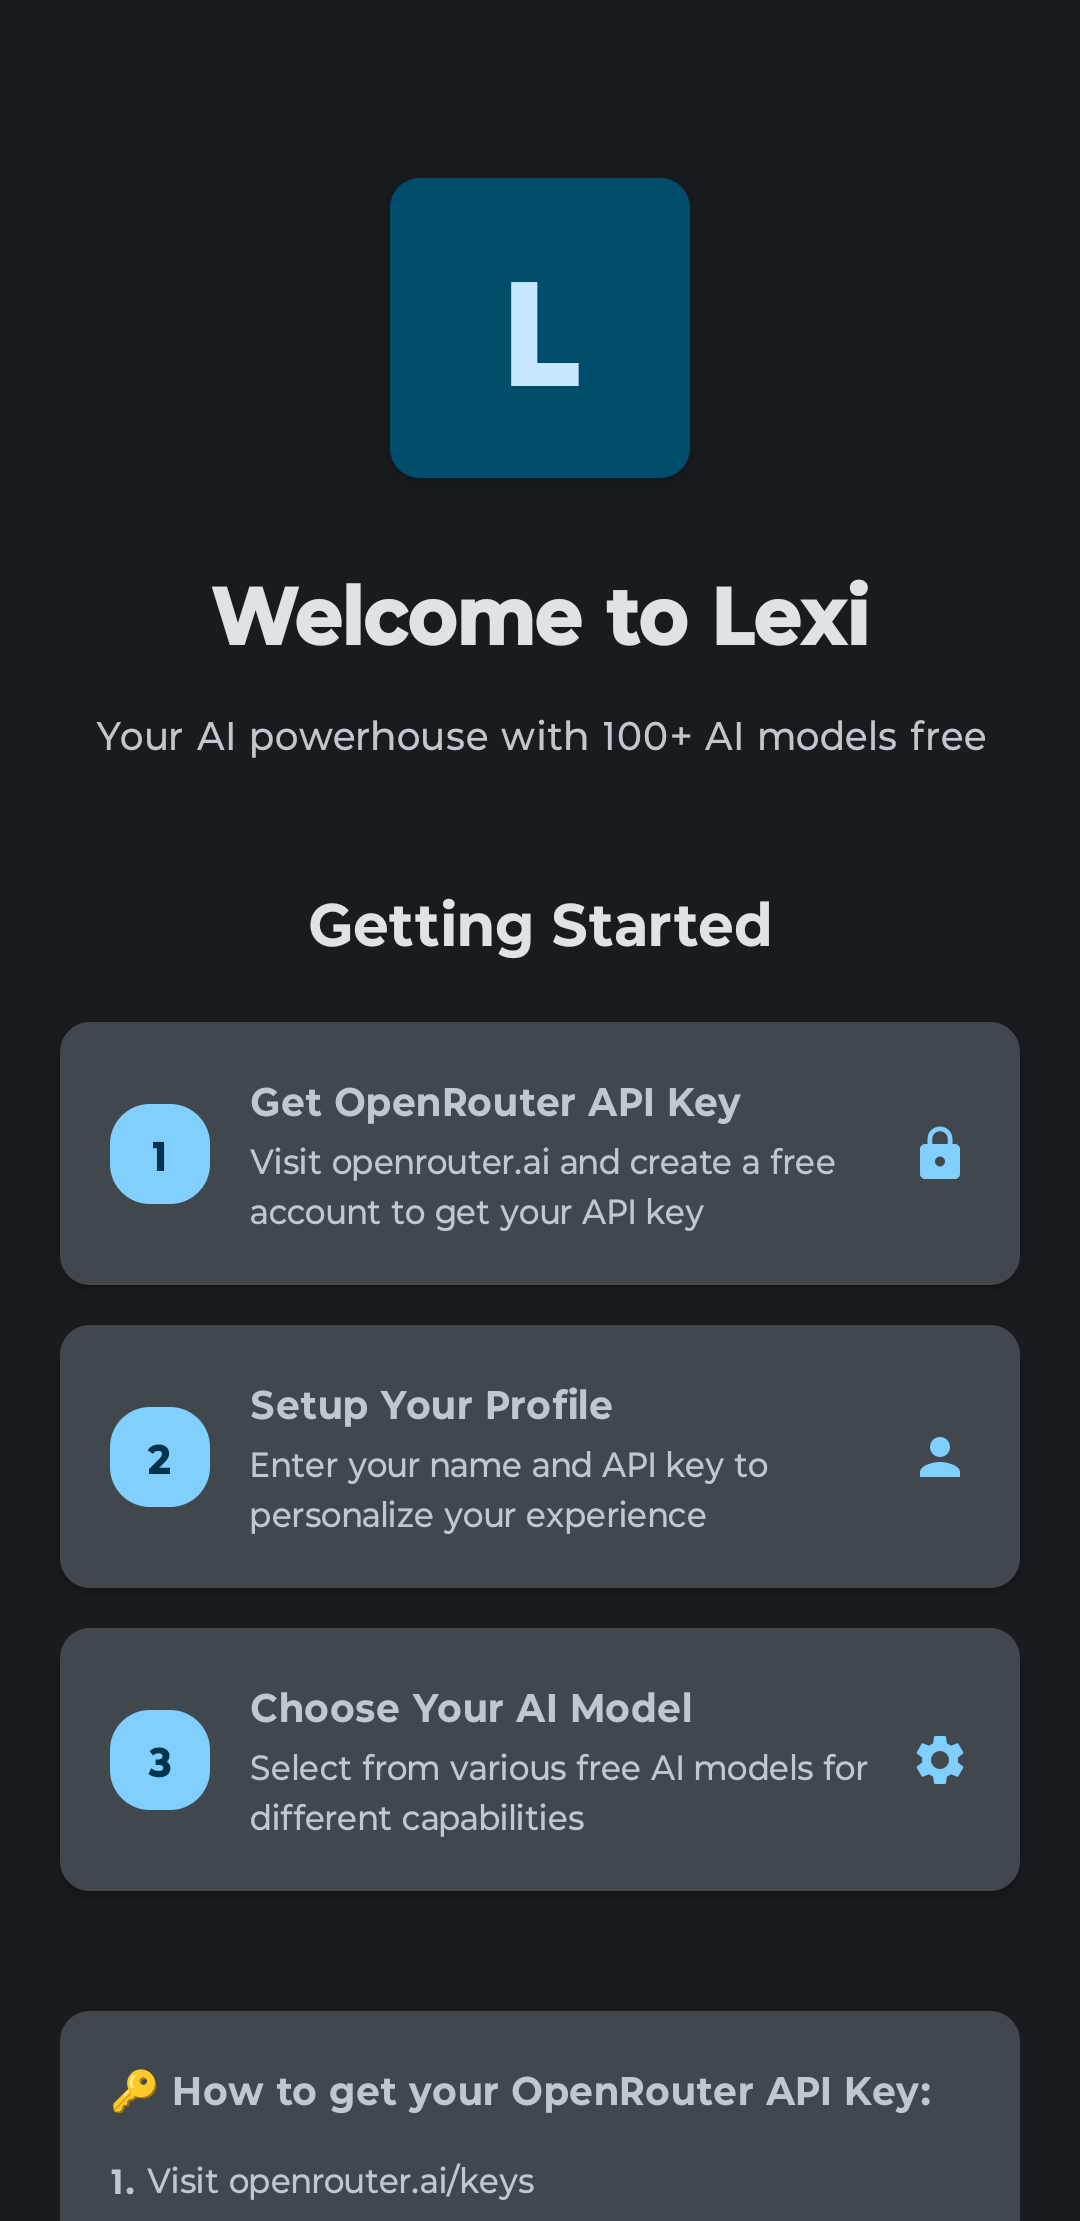 L
Welcome to Lexi
Your AI powerhouse with 100+ AI models free
Getting Started
1
Get OpenRouter API Key
Visit openrouter.ai and create a free
account to get your API key
2
Setup Your Profile
Enter your name and API key to
personalize your experience
3
Choose Your AI Model
Select from various free AI models for
different capabilities
🔑 How to get your OpenRouter API Key:
1. Visit openrouter.ai/keys